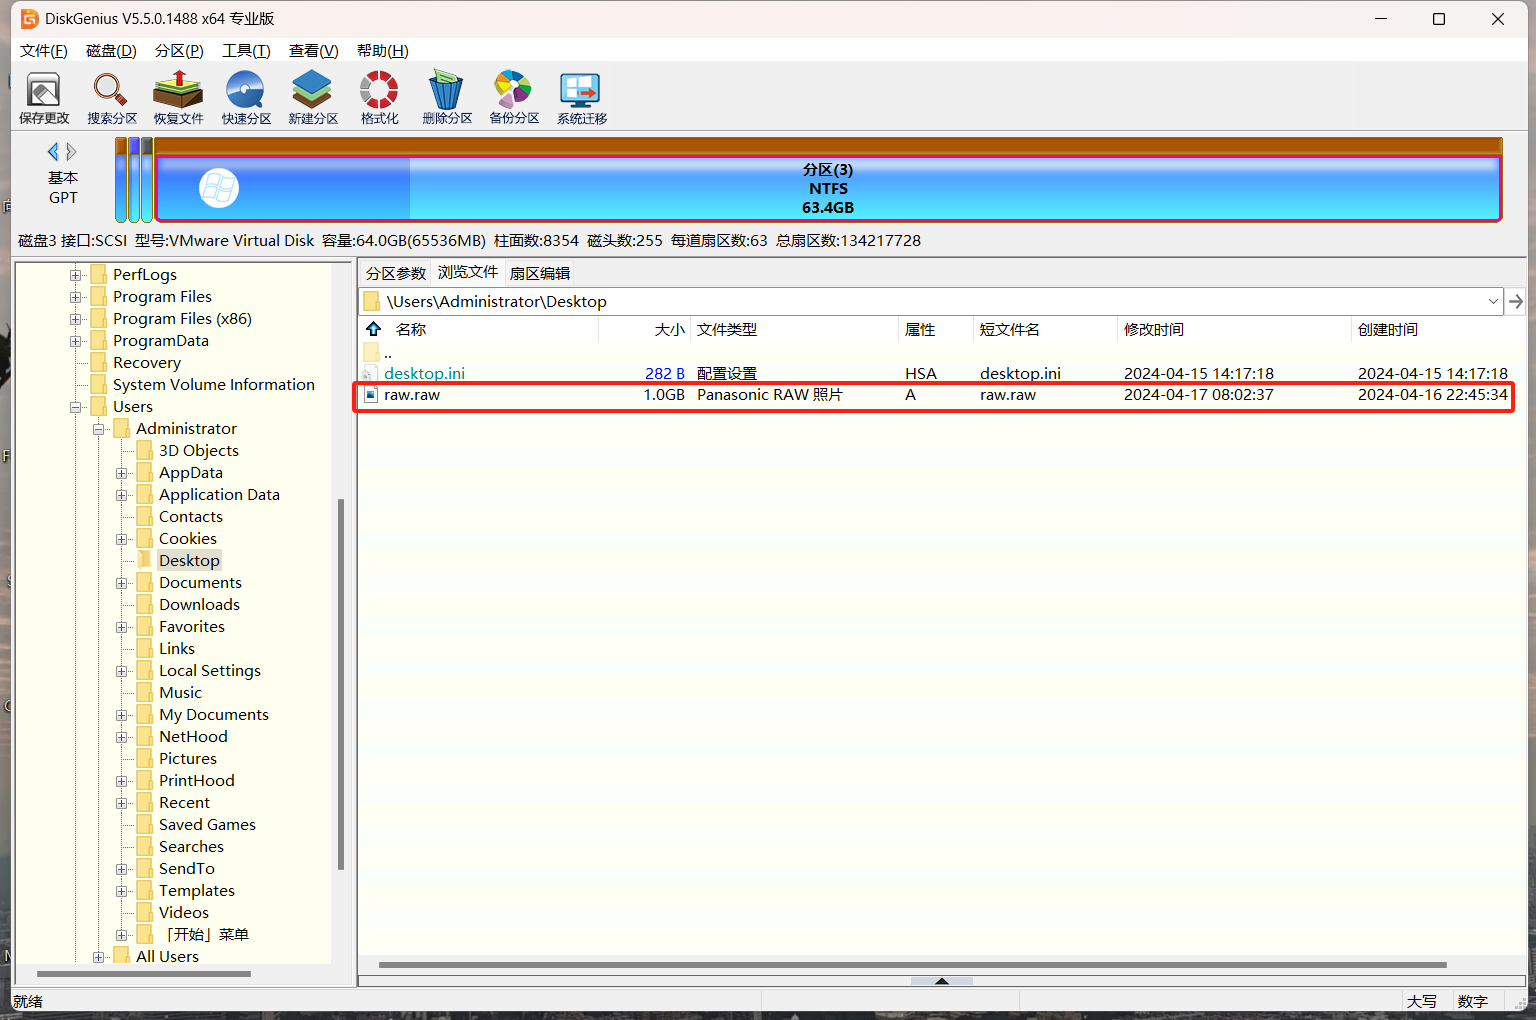 DiskGenius V5.5.0.1488 x64 专业版
文件(F) 磁盘(D) 分区(P) 工具(T) 查看(V) 帮助(H)
保存更改 搜索分区 恢复文件 快速分区 新建分区 格式化 删除分区 备份分区 系统迁移
基本
GPT
分区(3)
NTFS
63.4GB
磁盘3 接口:SCSI 型号:VMware Virtual Disk 容量:64.0GB(65536MB) 柱面数:8354 磁头数:255 每道扇区数:63 总扇区数:134217728
PerfLogs
Program Files
Program Files (x86)
ProgramData
Recovery
System Volume Information
Users
Administrator
3D Objects
AppData
Application Data
Contacts
Cookies
Desktop
Documents
Downloads
Favorites
Links
Local Settings
Music
My Documents
NetHood
Pictures
PrintHood
Recent
Saved Games
Searches
SendTo
Templates
Videos
「开始」菜单
All Users
分区参数 浏览文件 扇区编辑
\Users\Administrator\Desktop
名称 大小 文件类型 属性 短文件名 修改时间 创建时间
..
desktop.ini 282 B 配置设置 HSA desktop.ini 2024-04-15 14:17:18 2024-04-15 14:17:18
raw.raw 1.0GB Panasonic RAW 照片 A raw.raw 2024-04-17 08:02:37 2024-04-16 22:45:34
就绪 大写 数字